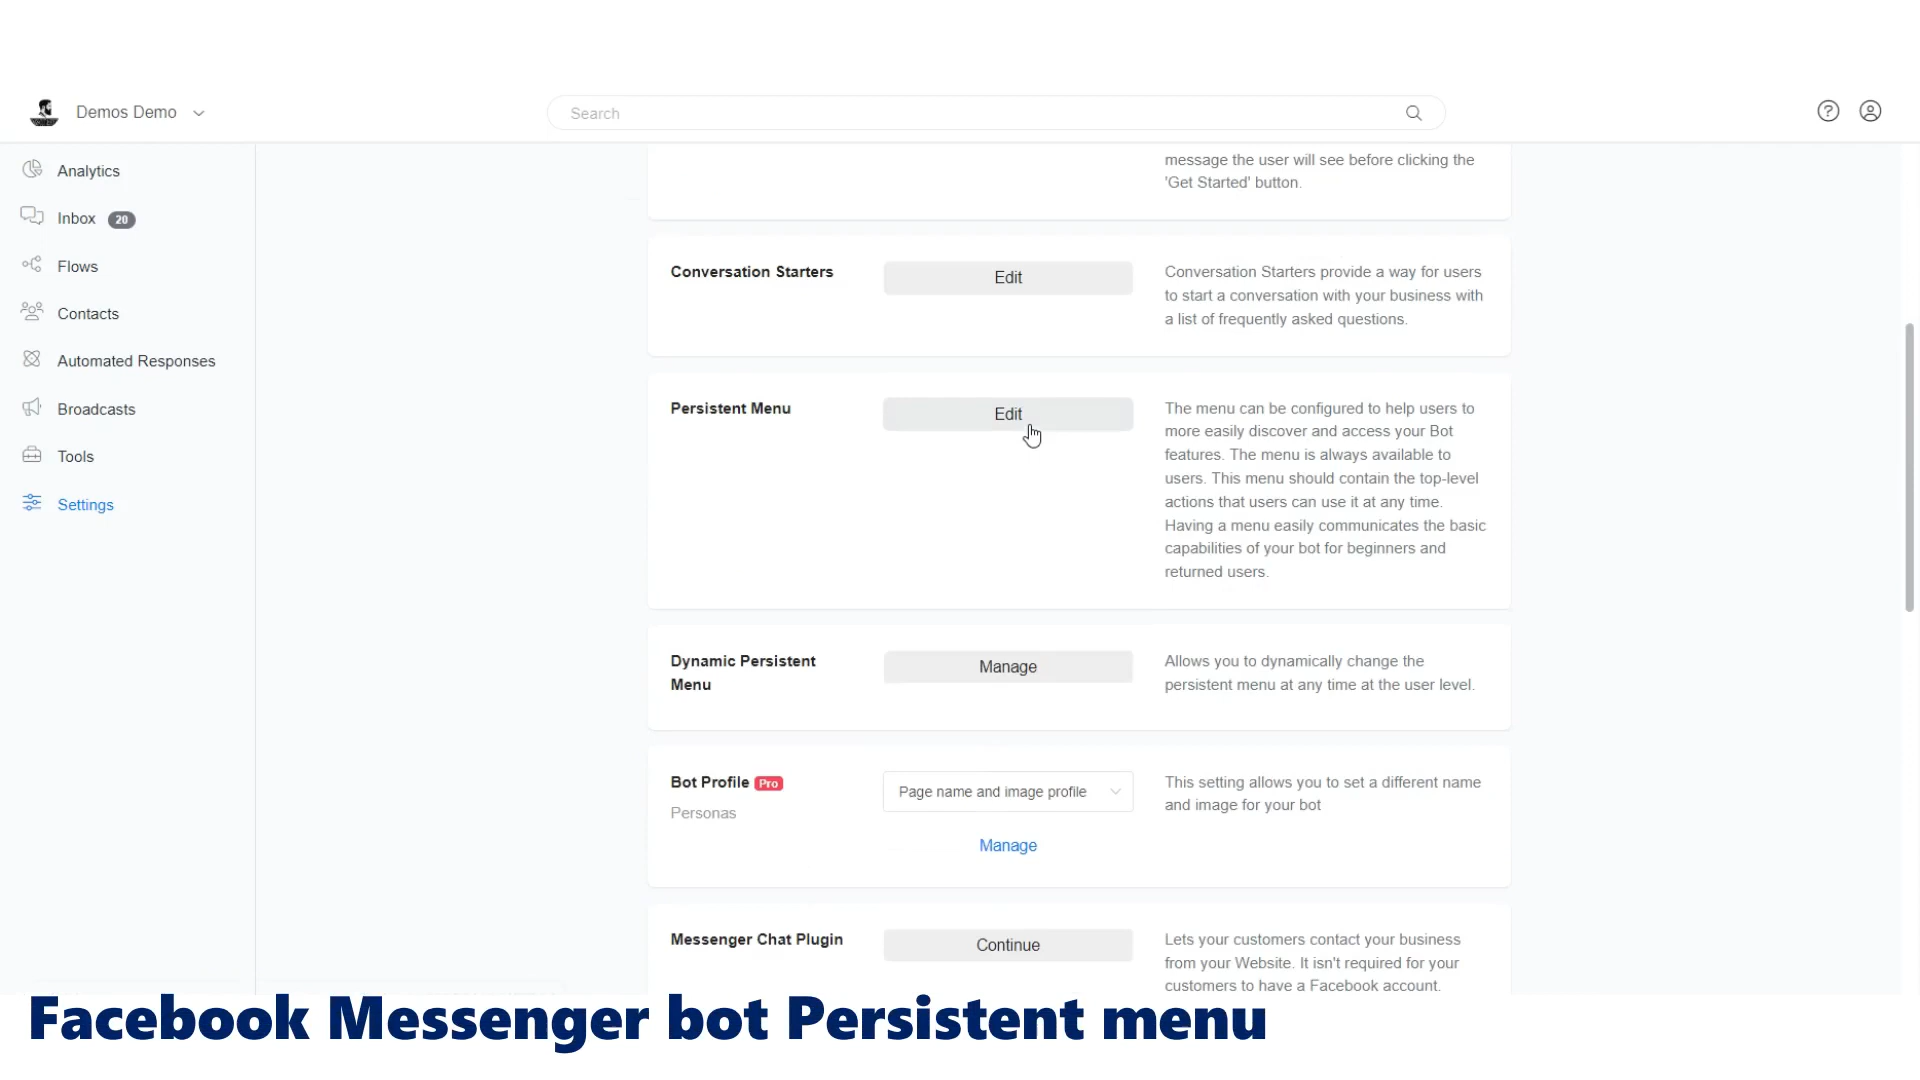 Demos Demo
Search
Analytics
Inbox 20
Flows
Contacts
Automated Responses
Broadcasts
Tools
Settings
message the user will see before clicking the
'Get Started' button.
Conversation Starters
Edit
Conversation Starters provide a way for users
to start a conversation with your business with
a list of frequently asked questions.
Persistent Menu
Edit
The menu can be configured to help users to
more easily discover and access your Bot
features. The menu is always available to
users. This menu should contain the top-level
actions that users can use it at any time.
Having a menu easily communicates the basic
capabilities of your bot for beginners and
returned users.
Dynamic Persistent
Menu
Manage
Allows you to dynamically change the
persistent menu at any time at the user level.
Bot Profile Pro
Personas
Page name and image profile
Manage
This setting allows you to set a different name
and image for your bot
Messenger Chat Plugin
Continue
Lets your customers contact your business
from your Website. It isn't required for your
customers to have a Facebook account.
Facebook Messenger bot Persistent menu